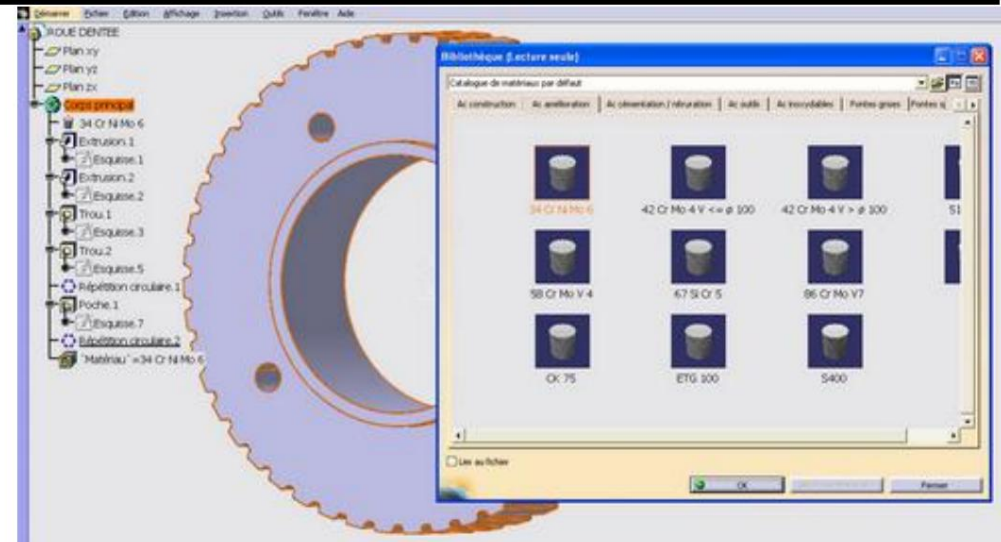 Démarrer Fichier Edition Affichage Insertion Outils Fenêtre Aide
ROUE DENTEE
Plan xy
Plan yz
Plan zx
Corps principal
34 Cr Ni Mo 6
Extrusion.1
Esquisse.1
Extrusion.2
Esquisse.2
Trou.1
Esquisse.3
Trou.2
Esquisse.5
Répétition circulaire.1
Poche.1
Esquisse.7
Répétition circulaire.2
`Matériau`=34 Cr Ni Mo 6
Bibliothèque (Lecture seule)
Catalogue de matériaux par défaut
Ac construction Ac amelioration Ac cémentation / nitruration Ac outils Ac inoxydables Fontes grises Fontes
34 Cr Ni Mo 6 42 Cr Mo 4 V <= ø 100 42 Cr Mo 4 V > ø 100 51
58 Cr Mo V 4 67 Si Cr 5 86 Cr Mo V7
CK 75 ETG 100 S400
Lier au fichier
OK Fermer